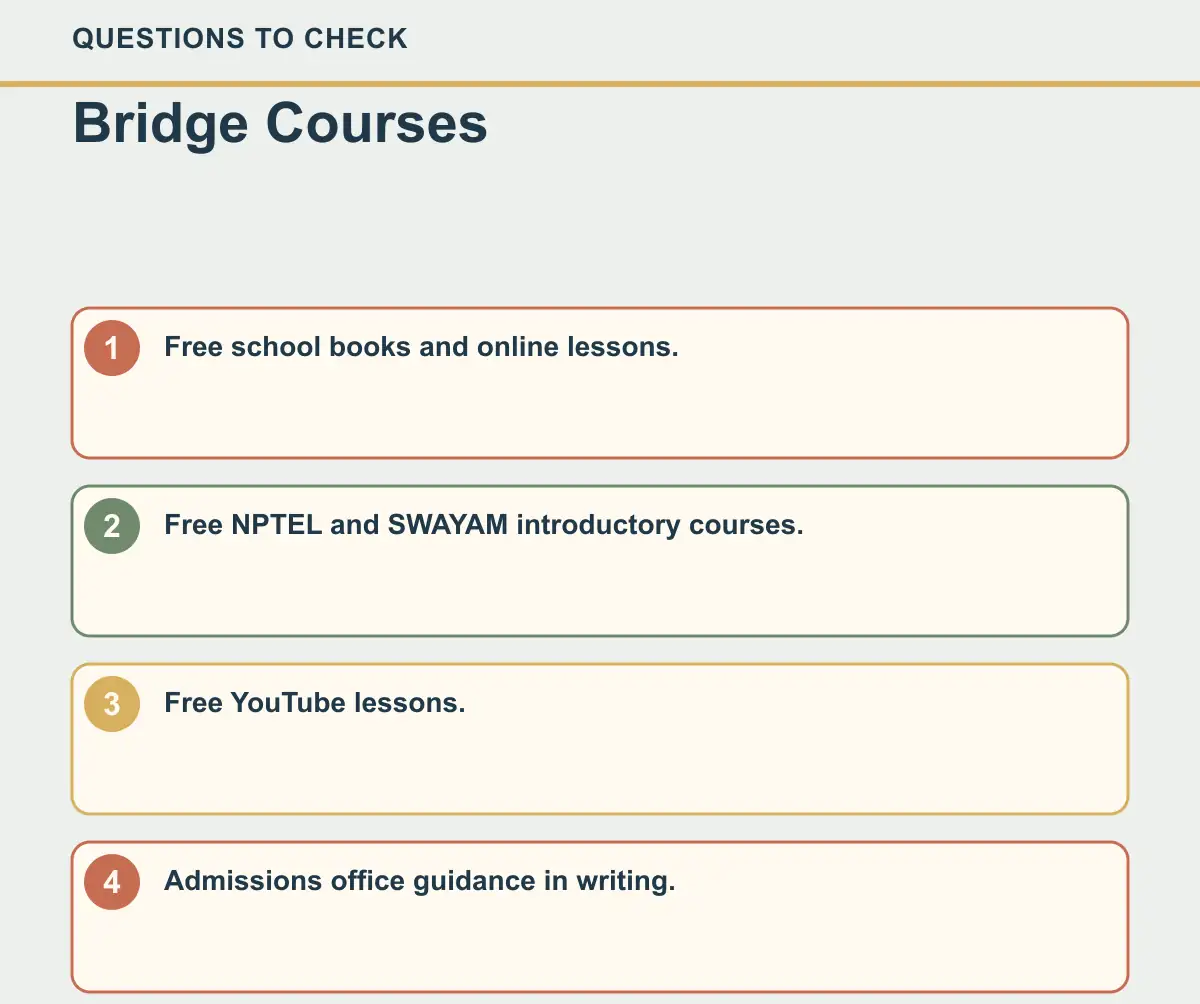 QUESTIONS TO CHECK
Bridge Courses
1 Free school books and online lessons.
2 Free NPTEL and SWAYAM introductory courses.
3 Free YouTube lessons.
4 Admissions office guidance in writing.